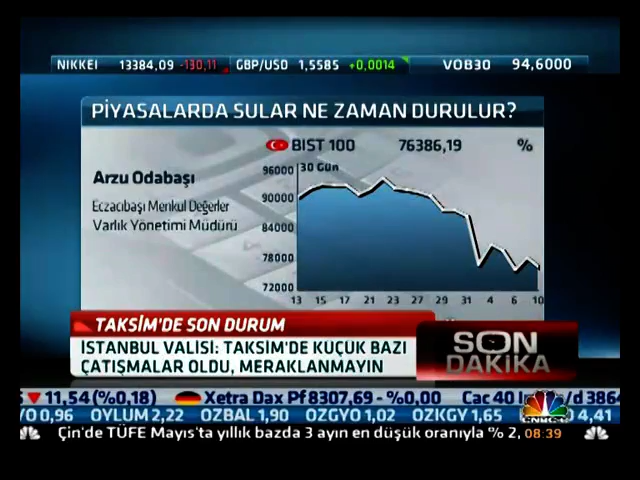 NIKKEI 13384,09 -130,11 GBP/USD 1,5585 +0,0014 VOB30 94,6000
PİYASALARDA SULAR NE ZAMAN DURULUR?
BIST 100 76386,19 %
Arzu Odabaşı
Eczacıbaşı Menkul Değerler
Varlık Yönetimi Müdürü
30 Gün
96000
90000
84000
78000
72000
13 15 17 21 23 27 29 31 4 6 10
TAKSİM'DE SON DURUM
İSTANBUL VALİSİ: TAKSİM'DE KÜÇÜK BAZI
ÇATIŞMALAR OLDU, MERAKLANMAYIN
SON
DAKİKA
11,54 (%0,18) Xetra Dax Pf 8307,69 - %0,00 Cac 40 3864
0,96 OYLUM 2,22 OZBAL 1,90 OZGYO 1,02 OZKGY 1,65 4,41
CNBC-e
Çin'de TÜFE Mayıs'ta yıllık bazda 3 ayın en düşük oranıyla % 2, 08:39